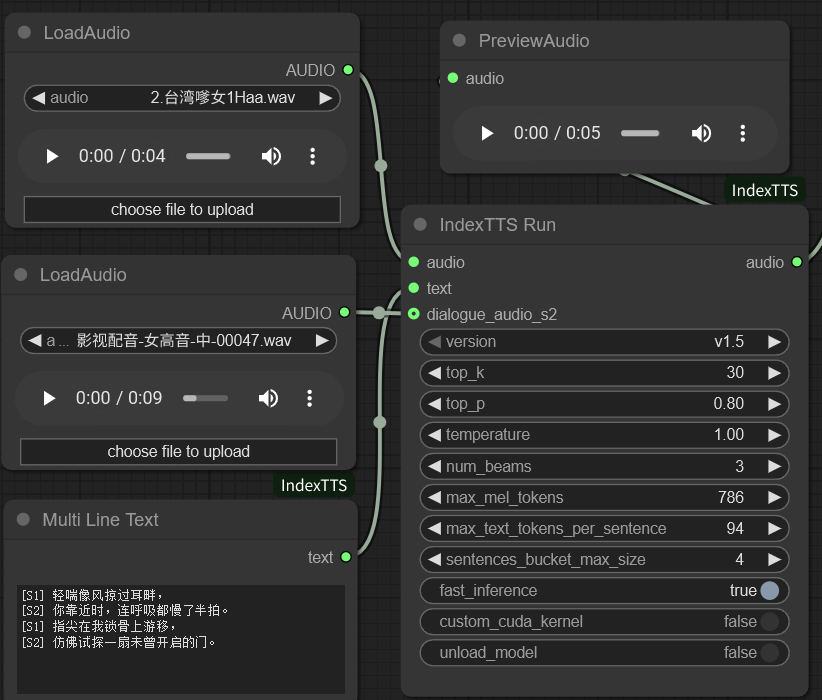 LoadAudio
AUDIO
audio 2.台湾嗲女1Haa.wav
0:00 / 0:04
choose file to upload
LoadAudio
AUDIO
a ... 影视配音-女高音-中-00047.wav
0:00 / 0:09
choose file to upload
IndexTTS
Multi Line Text
text
[S1] 轻喘像风掠过耳畔，
[S2] 你靠近时，连呼吸都慢了半拍。
[S1] 指尖在我锁骨上游移，
[S2] 仿佛试探一扇未曾开启的门。
PreviewAudio
audio
0:00 / 0:05
IndexTTS
IndexTTS Run
audio audio
text
dialogue_audio_s2
version v1.5
top_k 30
top_p 0.80
temperature 1.00
num_beams 3
max_mel_tokens 786
max_text_tokens_per_sentence 94
sentences_bucket_max_size 4
fast_inference true
custom_cuda_kernel false
unload_model false